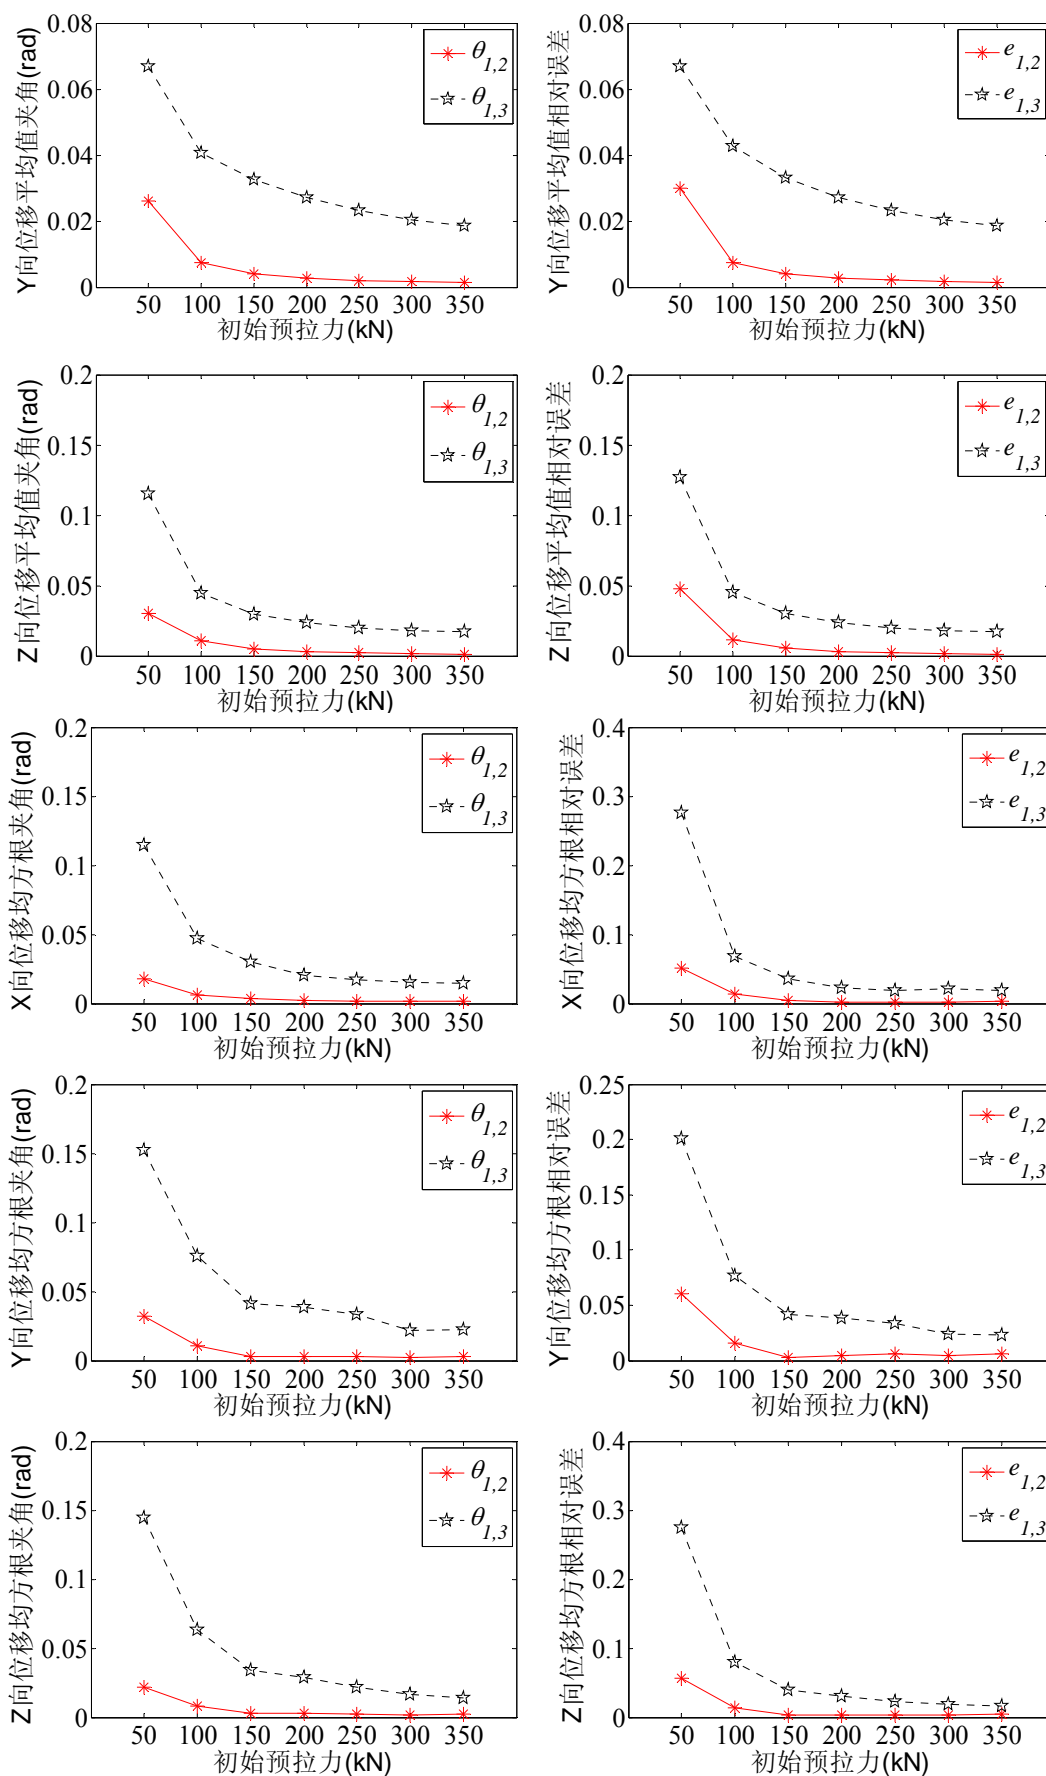 Y向位移平均值夹角(rad)
0.08
0.06
0.04
0.02
0
50 100 150 200 250 300 350
初始预拉力(kN)
θ1,2
θ1,3
Y向位移平均值相对误差
0.08
0.06
0.04
0.02
0
50 100 150 200 250 300 350
初始预拉力(kN)
e1,2
e1,3
Z向位移平均值夹角(rad)
0.2
0.15
0.1
0.05
0
50 100 150 200 250 300 350
初始预拉力(kN)
θ1,2
θ1,3
Z向位移平均值相对误差
0.2
0.15
0.1
0.05
0
50 100 150 200 250 300 350
初始预拉力(kN)
e1,2
e1,3
X向位移均方根夹角(rad)
0.2
0.15
0.1
0.05
0
50 100 150 200 250 300 350
初始预拉力(kN)
θ1,2
θ1,3
X向位移均方根相对误差
0.4
0.3
0.2
0.1
0
50 100 150 200 250 300 350
初始预拉力(kN)
e1,2
e1,3
Y向位移均方根夹角(rad)
0.2
0.15
0.1
0.05
0
50 100 150 200 250 300 350
初始预拉力(kN)
θ1,2
θ1,3
Y向位移均方根相对误差
0.25
0.2
0.15
0.1
0.05
0
50 100 150 200 250 300 350
初始预拉力(kN)
e1,2
e1,3
Z向位移均方根夹角(rad)
0.2
0.15
0.1
0.05
0
50 100 150 200 250 300 350
初始预拉力(kN)
θ1,2
θ1,3
Z向位移均方根相对误差
0.4
0.3
0.2
0.1
0
50 100 150 200 250 300 350
初始预拉力(kN)
e1,2
e1,3